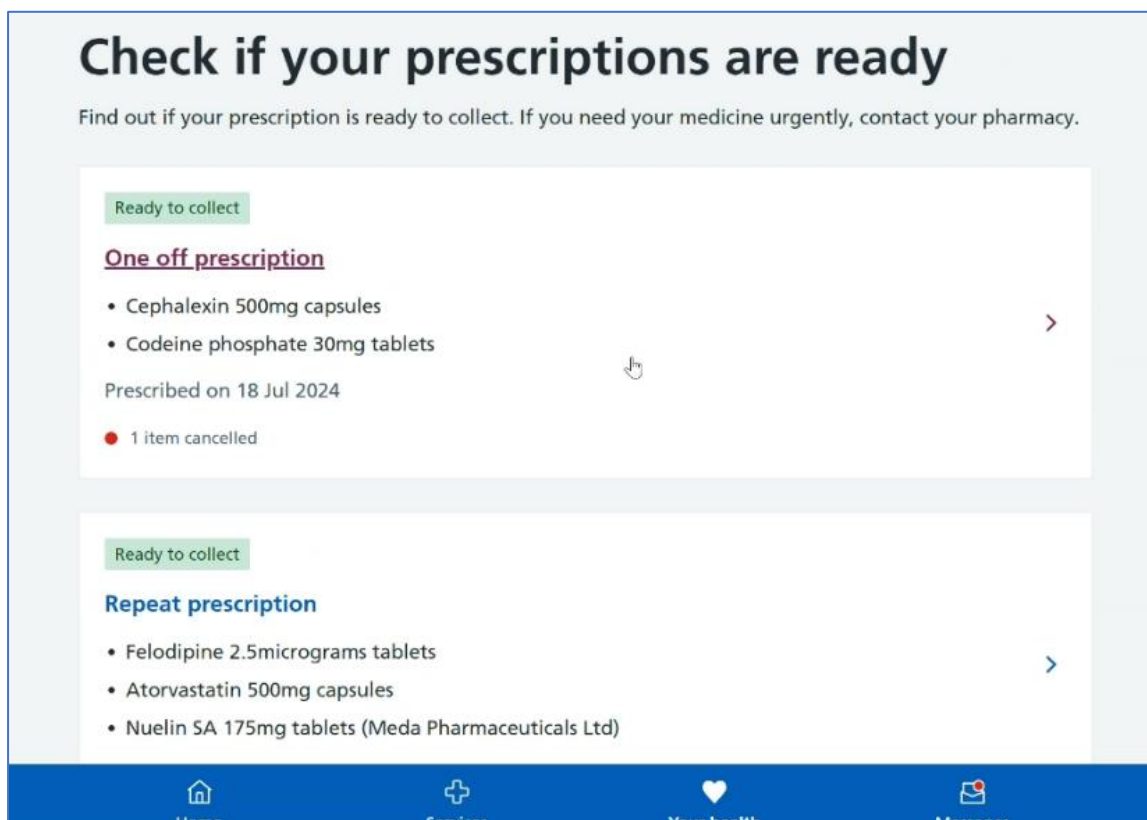 Check if your prescriptions are ready
Find out if your prescription is ready to collect. If you need your medicine urgently, contact your pharmacy.
Ready to collect
One off prescription
• Cephalexin 500mg capsules
• Codeine phosphate 30mg tablets
Prescribed on 18 Jul 2024
1 item cancelled
Ready to collect
Repeat prescription
• Felodipine 2.5micrograms tablets
• Atorvastatin 500mg capsules
• Nuelin SA 175mg tablets (Meda Pharmaceuticals Ltd)